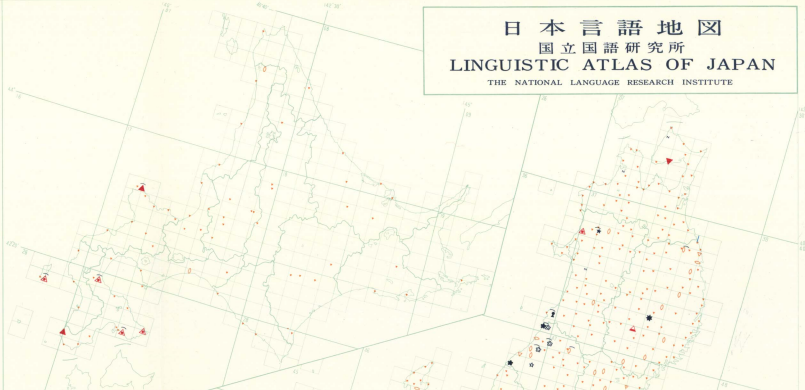 日本言語地図
国立国語研究所
LINGUISTIC ATLAS OF JAPAN
THE NATIONAL LANGUAGE RESEARCH INSTITUTE